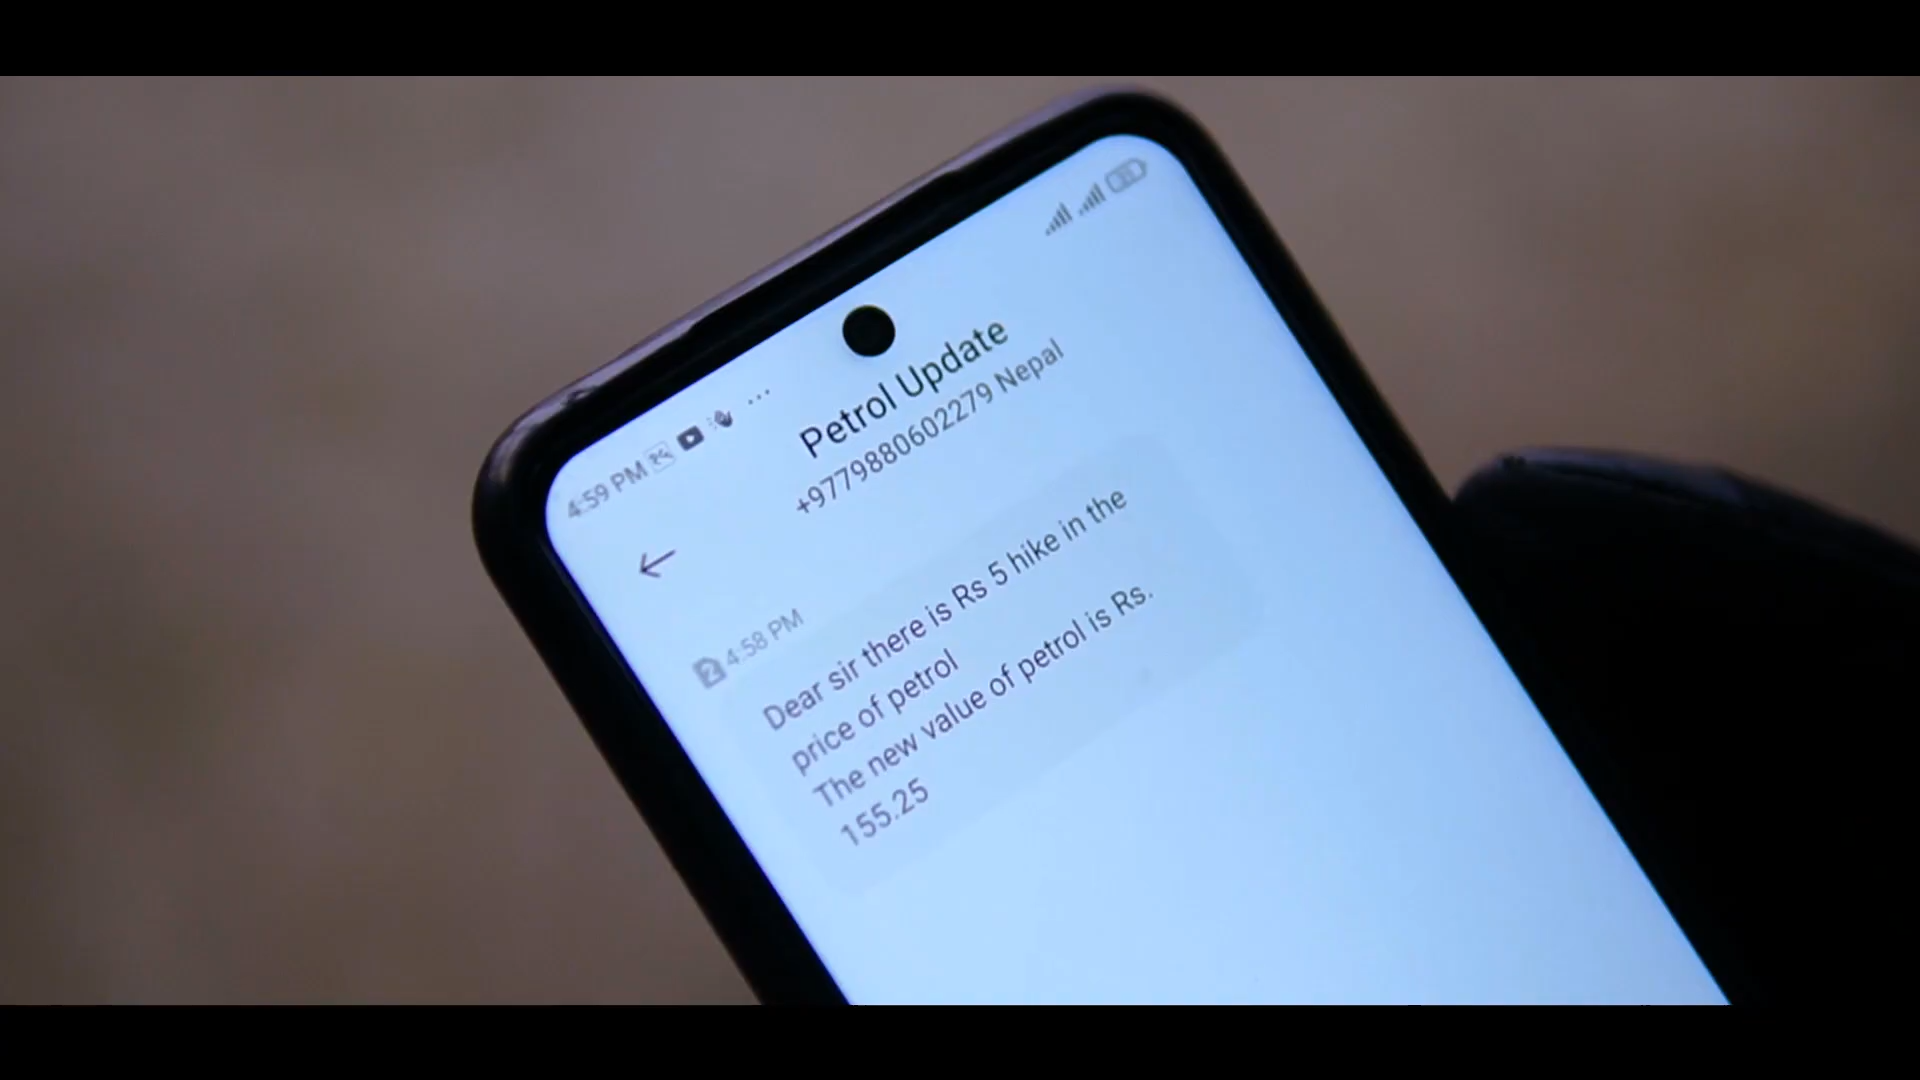 4:59 PM
Petrol Update
+9779880602279 Nepal
2 4:58 PM
Dear sir there is Rs 5 hike in the
price of petrol
The new value of petrol is Rs.
155.25